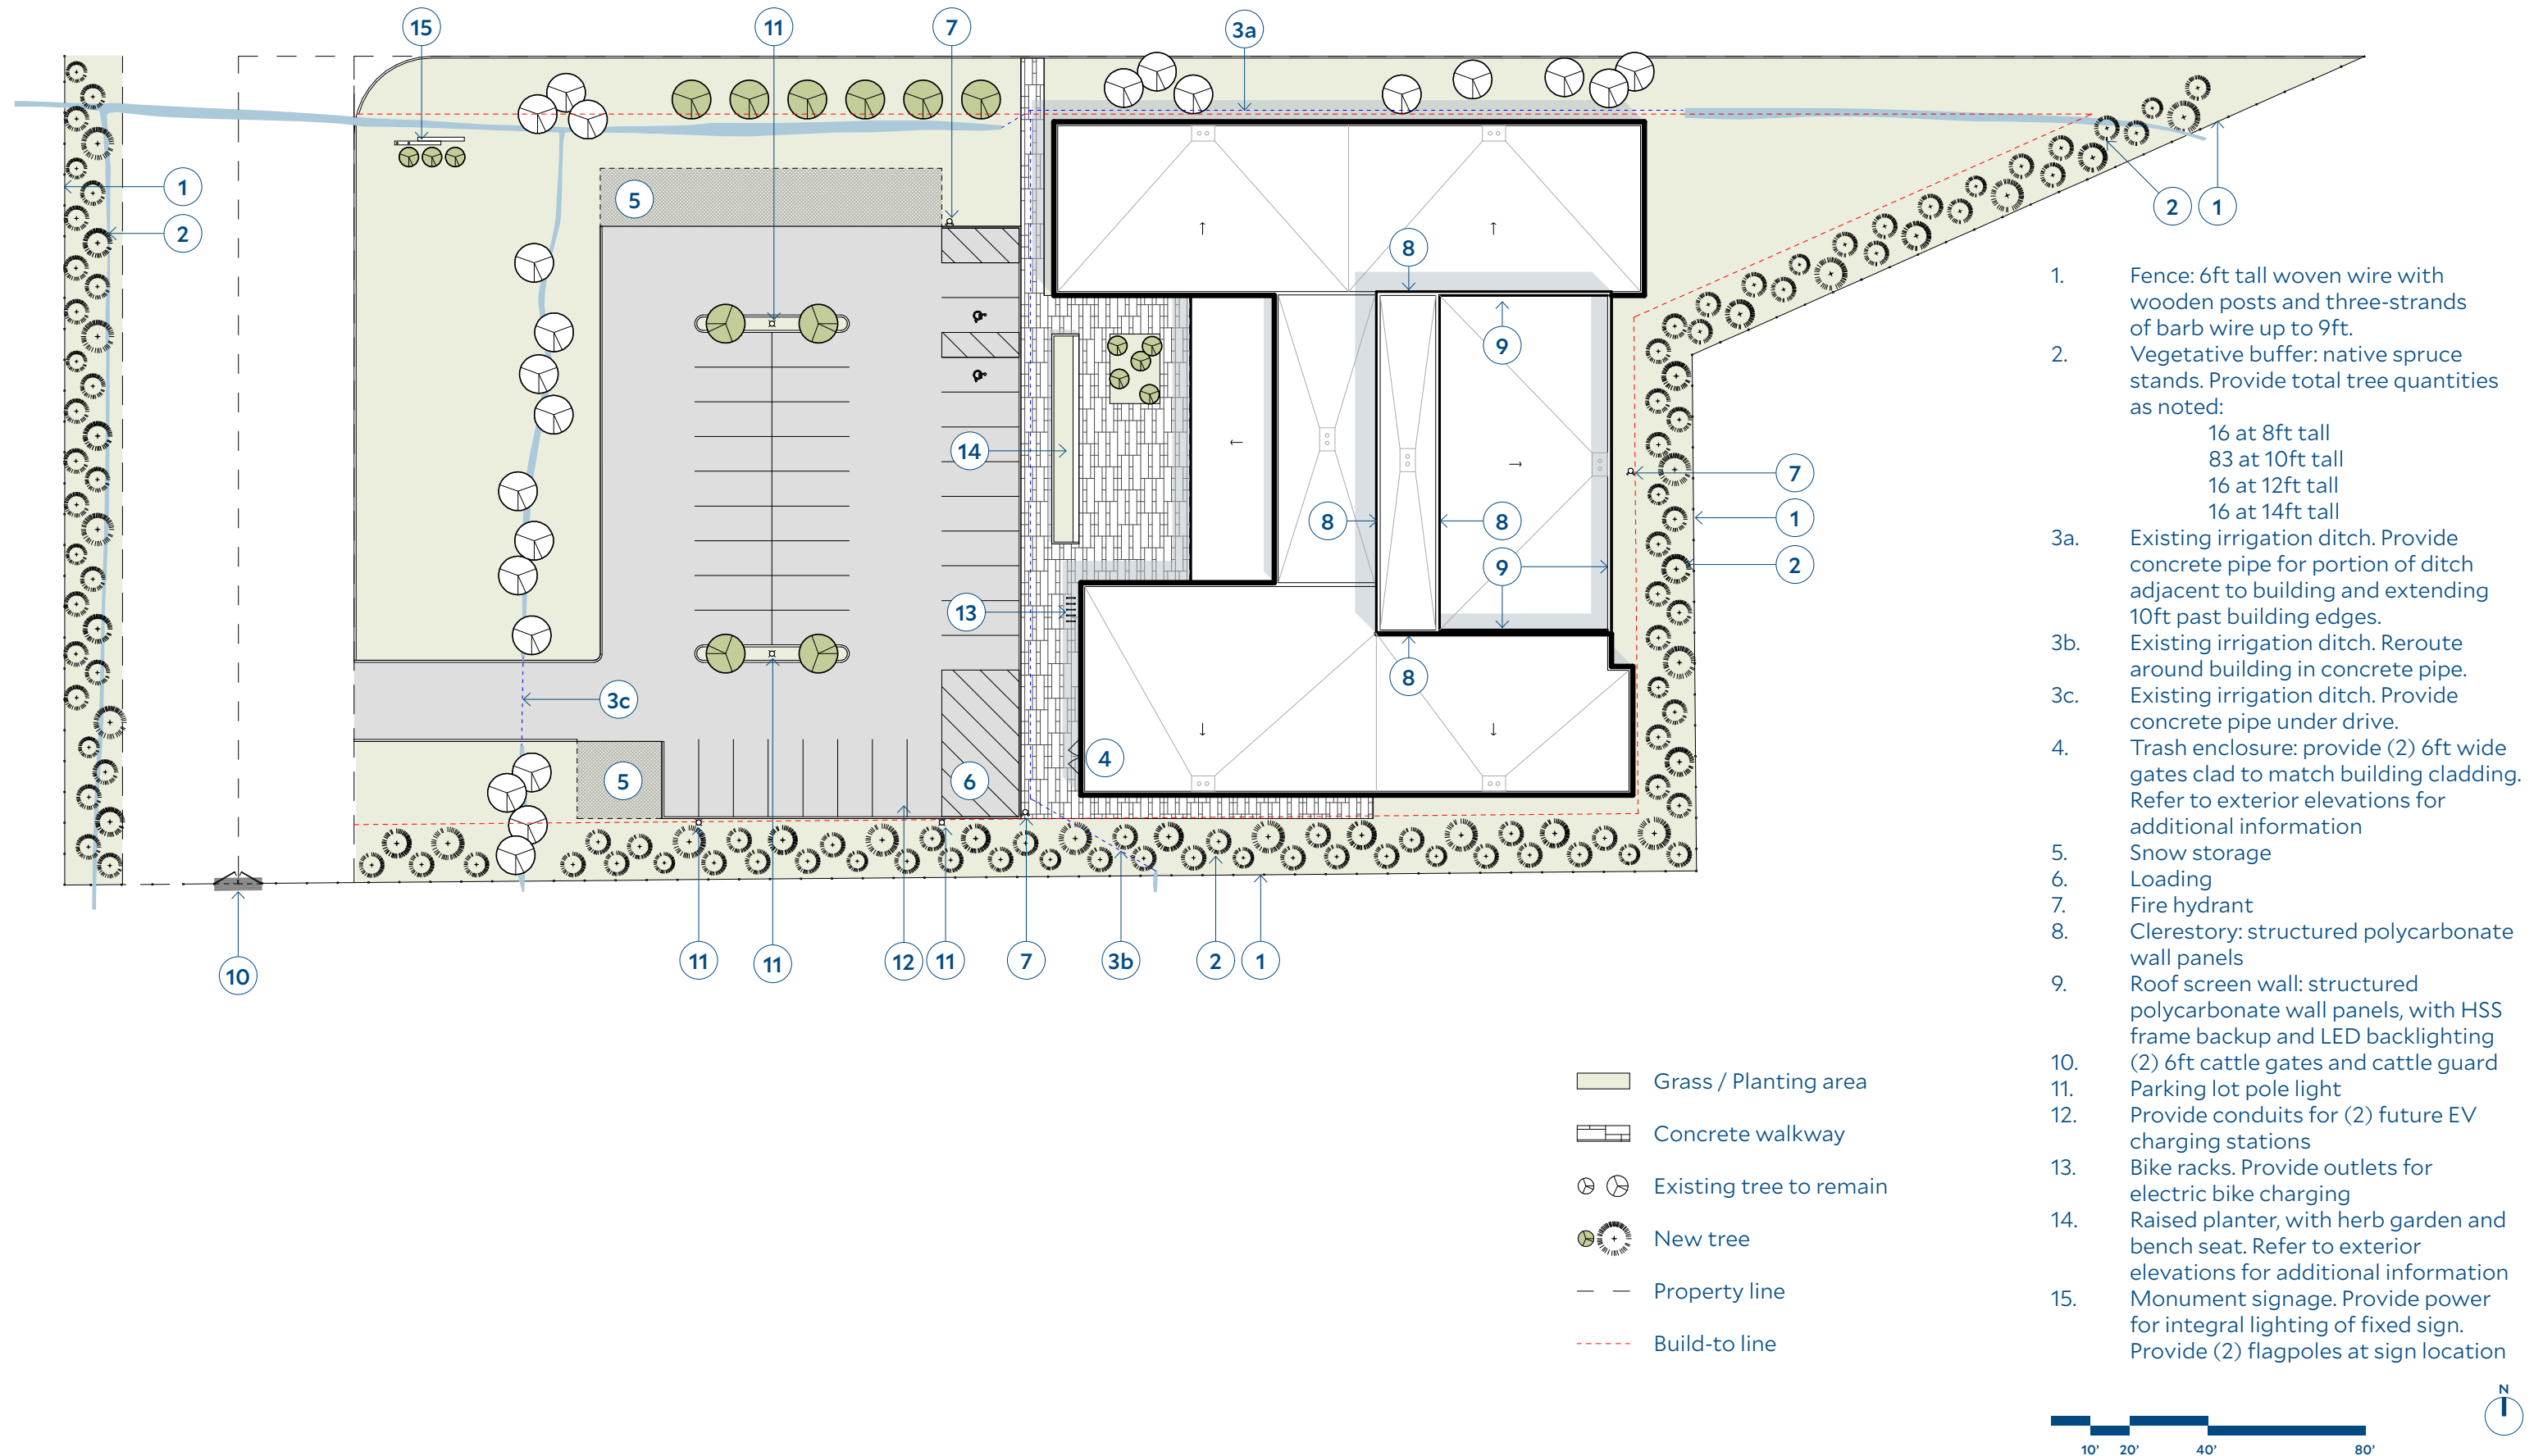 15
11
7
3a
1
2
5
2
1
8
9
14
7
8
8
1
9
2
13
8
3c
4
5
6
10
11
11
12
11
7
3b
2
1
1. Fence: 6ft tall woven wire with
wooden posts and three-strands
of barb wire up to 9ft.
2. Vegetative buffer: native spruce
stands. Provide total tree quantities
as noted:
16 at 8ft tall
83 at 10ft tall
16 at 12ft tall
16 at 14ft tall
3a. Existing irrigation ditch. Provide
concrete pipe for portion of ditch
adjacent to building and extending
10ft past building edges.
3b. Existing irrigation ditch. Reroute
around building in concrete pipe.
3c. Existing irrigation ditch. Provide
concrete pipe under drive.
4. Trash enclosure: provide (2) 6ft wide
gates clad to match building cladding.
Refer to exterior elevations for
additional information
5. Snow storage
6. Loading
7. Fire hydrant
8. Clerestory: structured polycarbonate
wall panels
9. Roof screen wall: structured
polycarbonate wall panels, with HSS
frame backup and LED backlighting
10. (2) 6ft cattle gates and cattle guard
11. Parking lot pole light
12. Provide conduits for (2) future EV
charging stations
13. Bike racks. Provide outlets for
electric bike charging
14. Raised planter, with herb garden and
bench seat. Refer to exterior
elevations for additional information
15. Monument signage. Provide power
for integral lighting of fixed sign.
Provide (2) flagpoles at sign location
Grass / Planting area
Concrete walkway
Existing tree to remain
New tree
Property line
Build-to line
N
10' 20' 40' 80'